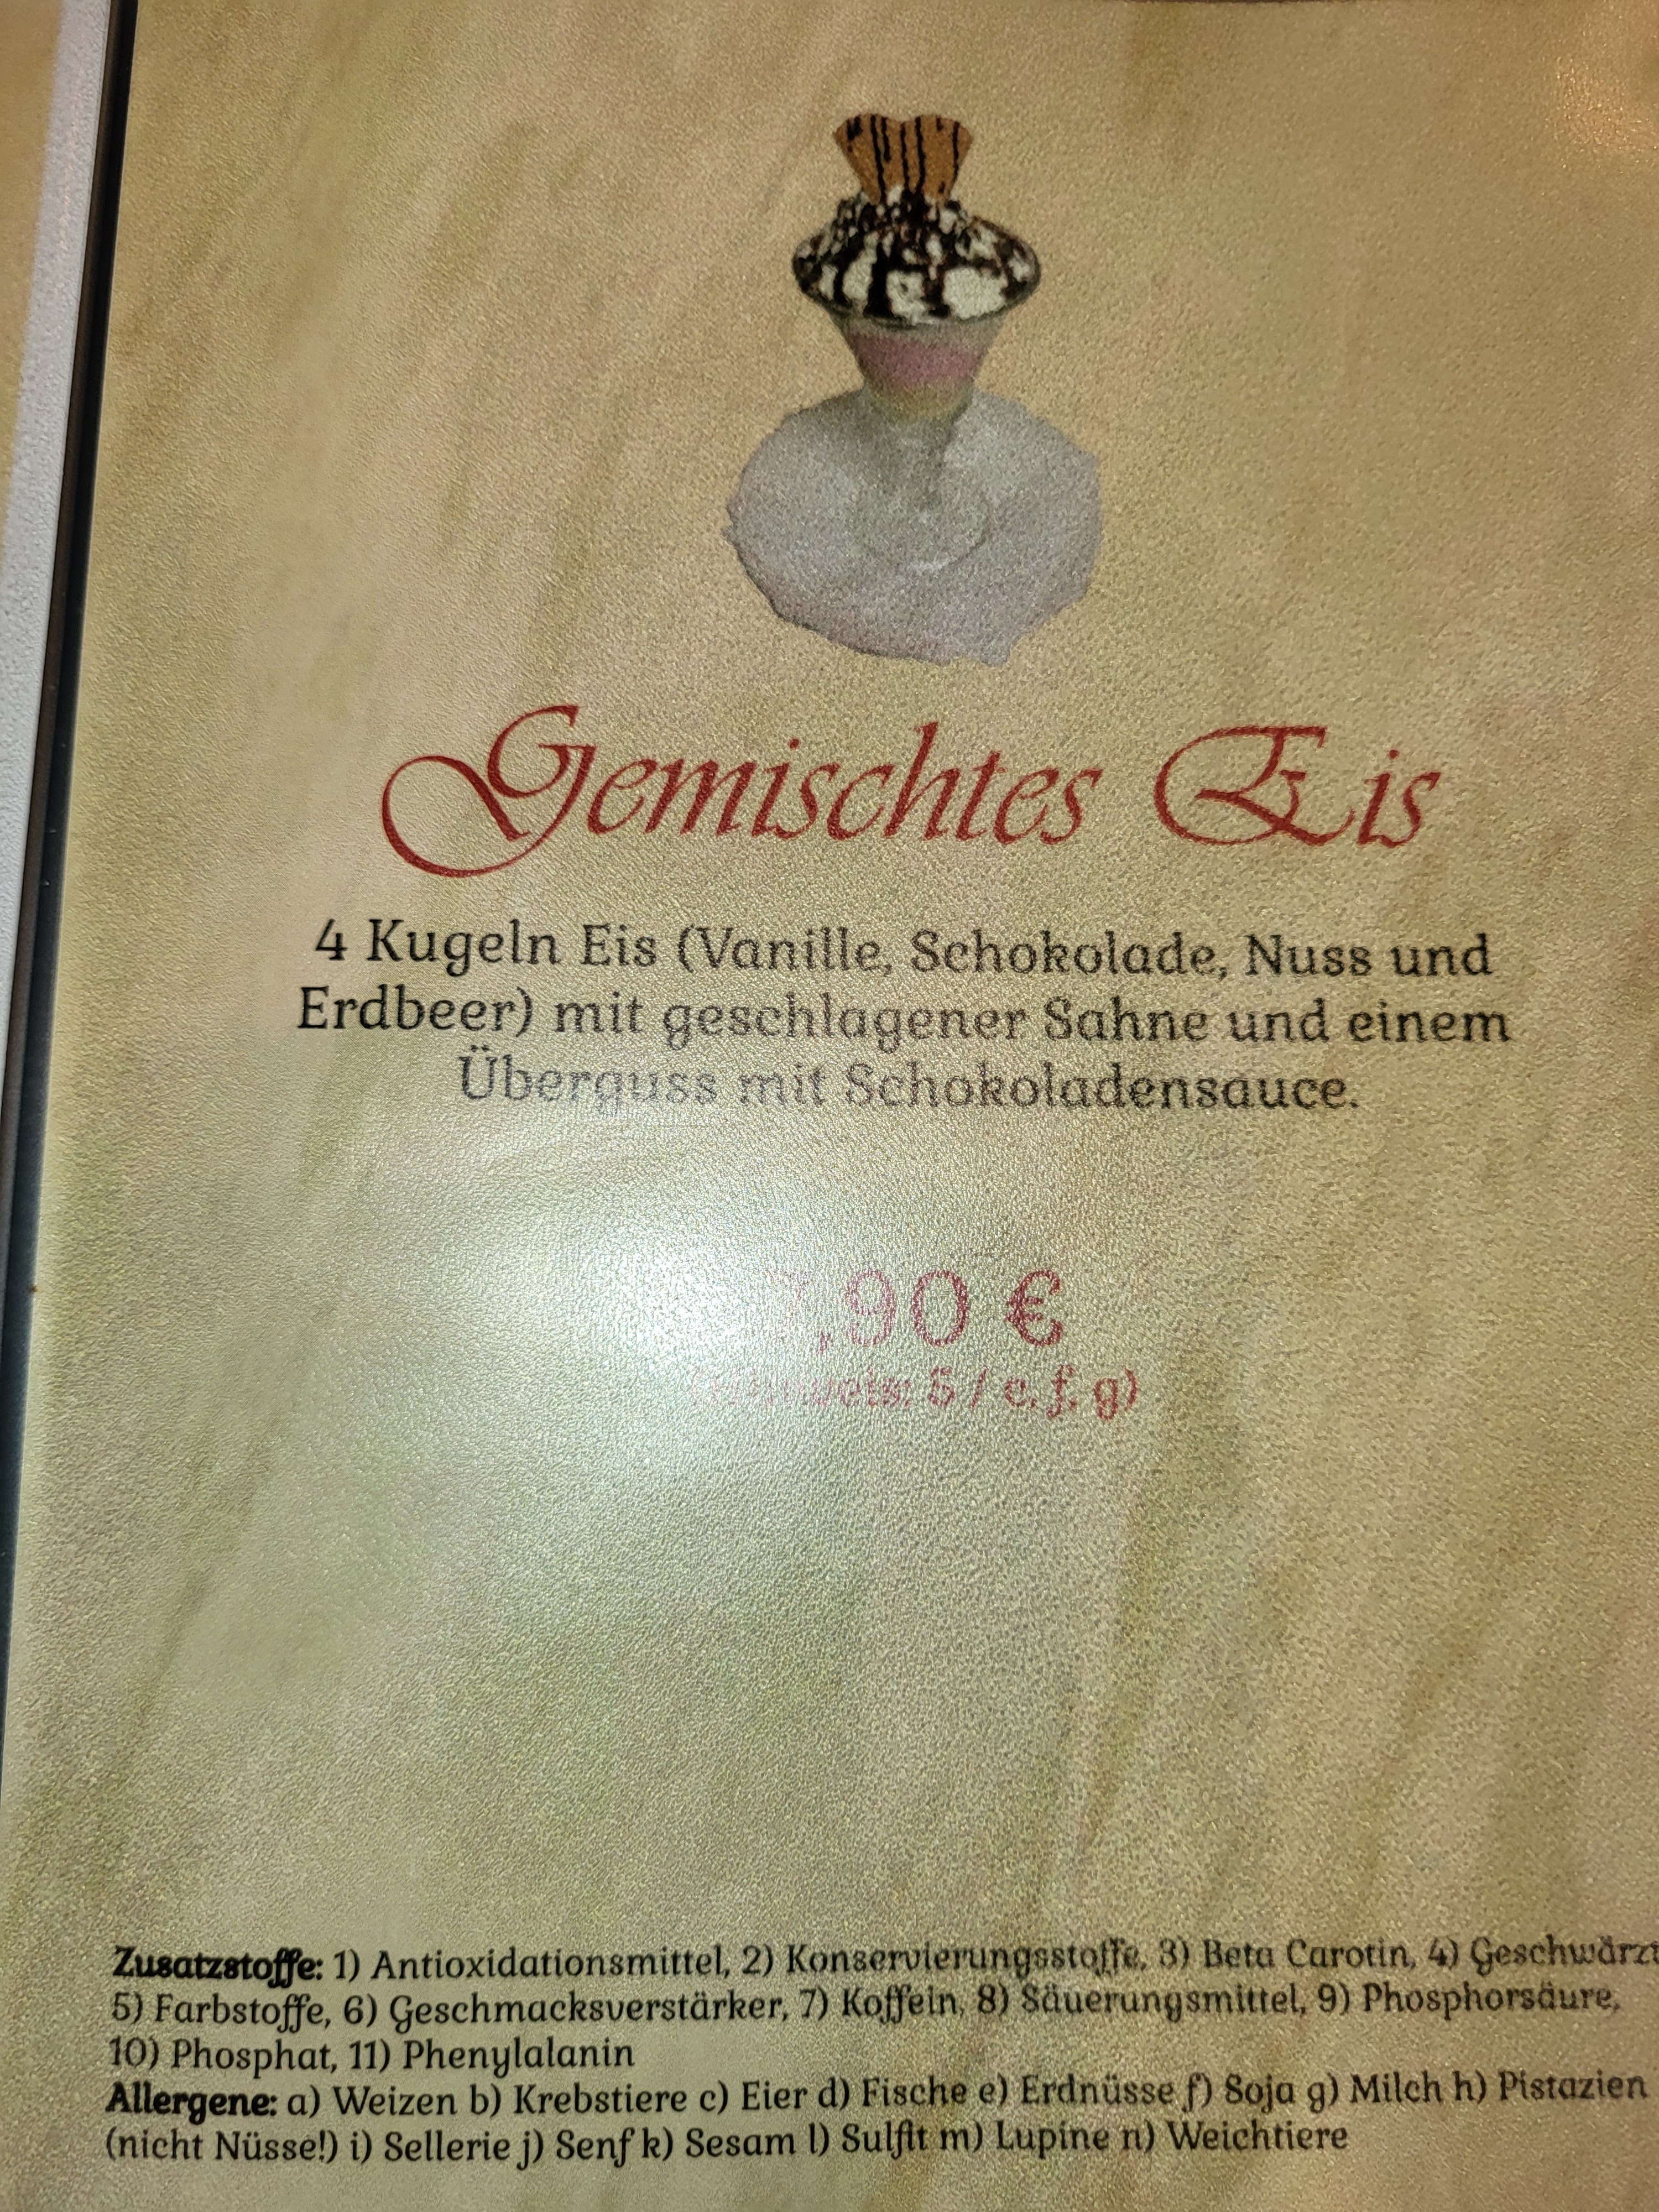 Gemischtes Eis
4 Kugeln Eis (Vanille, Schokolade, Nuss und
Erdbeer) mit geschlagener Sahne und einem
Überguss mit Schokoladensauce.
7,90 €
(Hinweis: 5 / c, f, g)
Zusatzstoffe: 1) Antioxidationsmittel, 2) Konservierungsstoffe, 3) Beta Carotin, 4) Geschwärzt
5) Farbstoffe, 6) Geschmacksverstärker, 7) Koffein, 8) Säuerungsmittel, 9) Phosphorsäure,
10) Phosphat, 11) Phenylalanin
Allergene: a) Weizen b) Krebstiere c) Eier d) Fische e) Erdnüsse f) Soja g) Milch h) Pistazien
(nicht Nüsse!) i) Sellerie j) Senf k) Sesam l) Sulfit m) Lupine n) Weichtiere